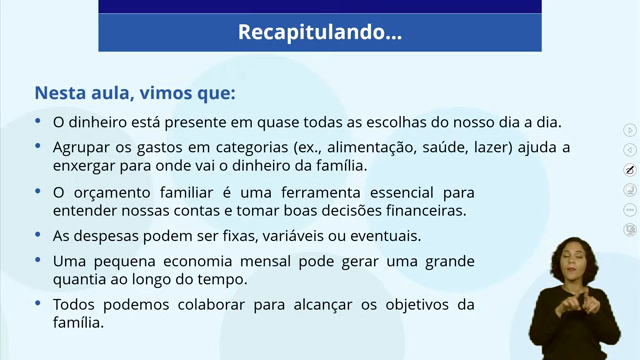 Recapitulando...
Nesta aula, vimos que:
• O dinheiro está presente em quase todas as escolhas do nosso dia a dia.
• Agrupar os gastos em categorias (ex., alimentação, saúde, lazer) ajuda a
enxergar para onde vai o dinheiro da família.
• O orçamento familiar é uma ferramenta essencial para
entender nossas contas e tomar boas decisões financeiras.
• As despesas podem ser fixas, variáveis ou eventuais.
• Uma pequena economia mensal pode gerar uma grande
quantia ao longo do tempo.
• Todos podemos colaborar para alcançar os objetivos da
família.